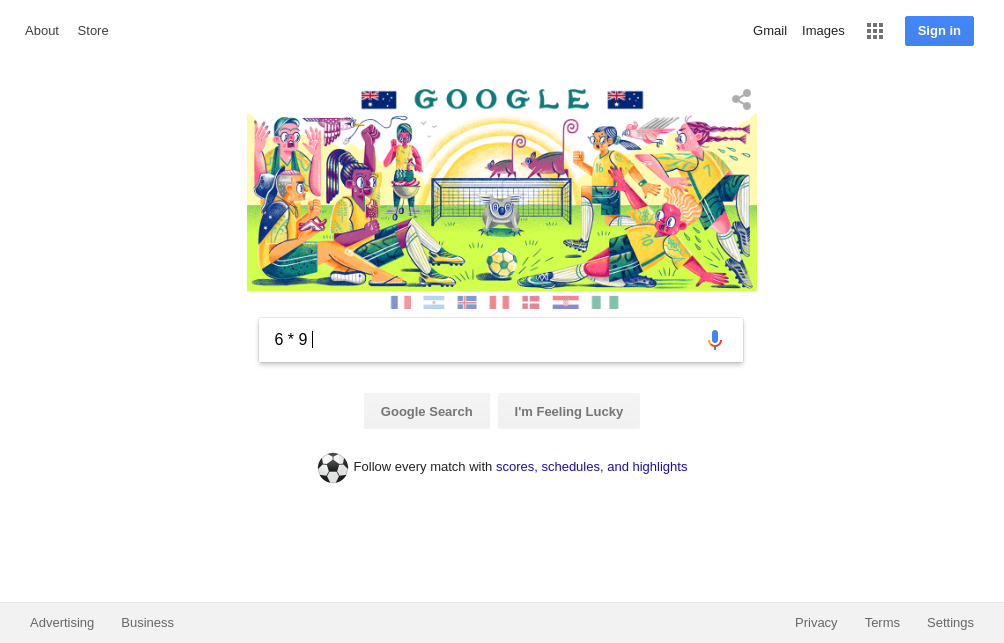 About Store Gmail Images Sign in
GOOGLE
6 * 9
Google Search I'm Feeling Lucky
Follow every match with scores, schedules, and highlights
Advertising Business Privacy Terms Settings